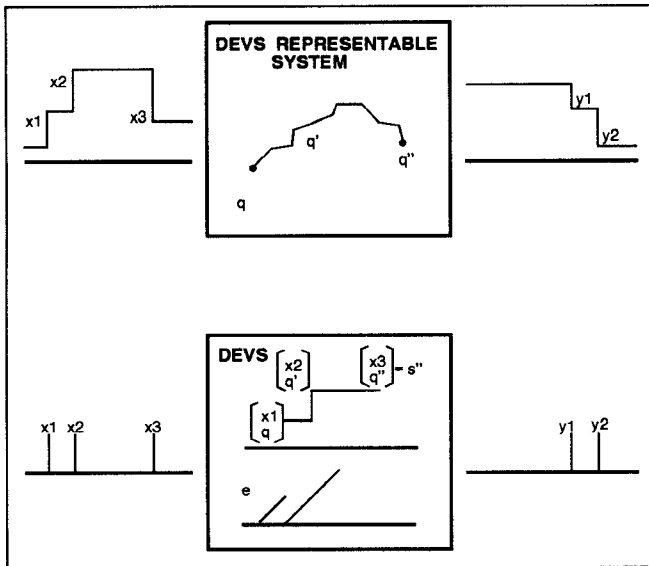 DEVS REPRESENTABLE
SYSTEM
x2
x1
x3
q'
q''
q
y1
y2
DEVS
x2
q'
x3
q''
= s''
x1
q
x1 x2 x3
e
y1 y2